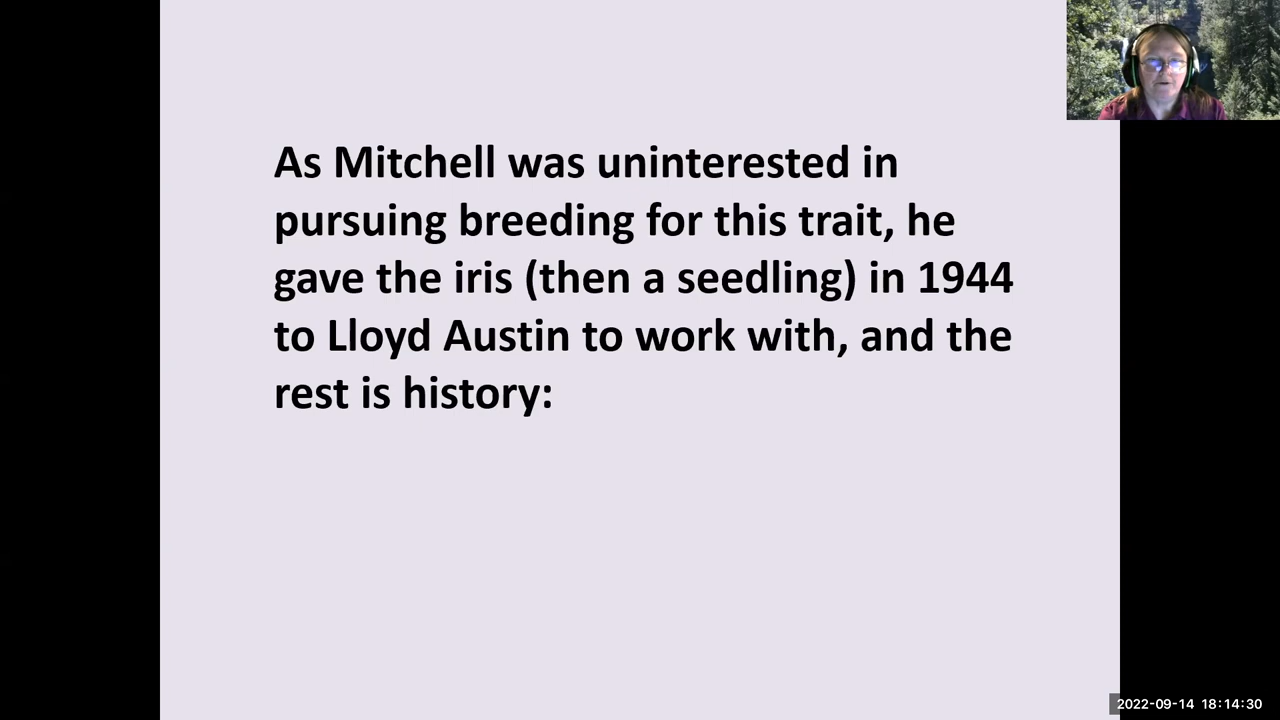 As Mitchell was uninterested in
pursuing breeding for this trait, he
gave the iris (then a seedling) in 1944
to Lloyd Austin to work with, and the
rest is history:
2022-09-14 18:14:30